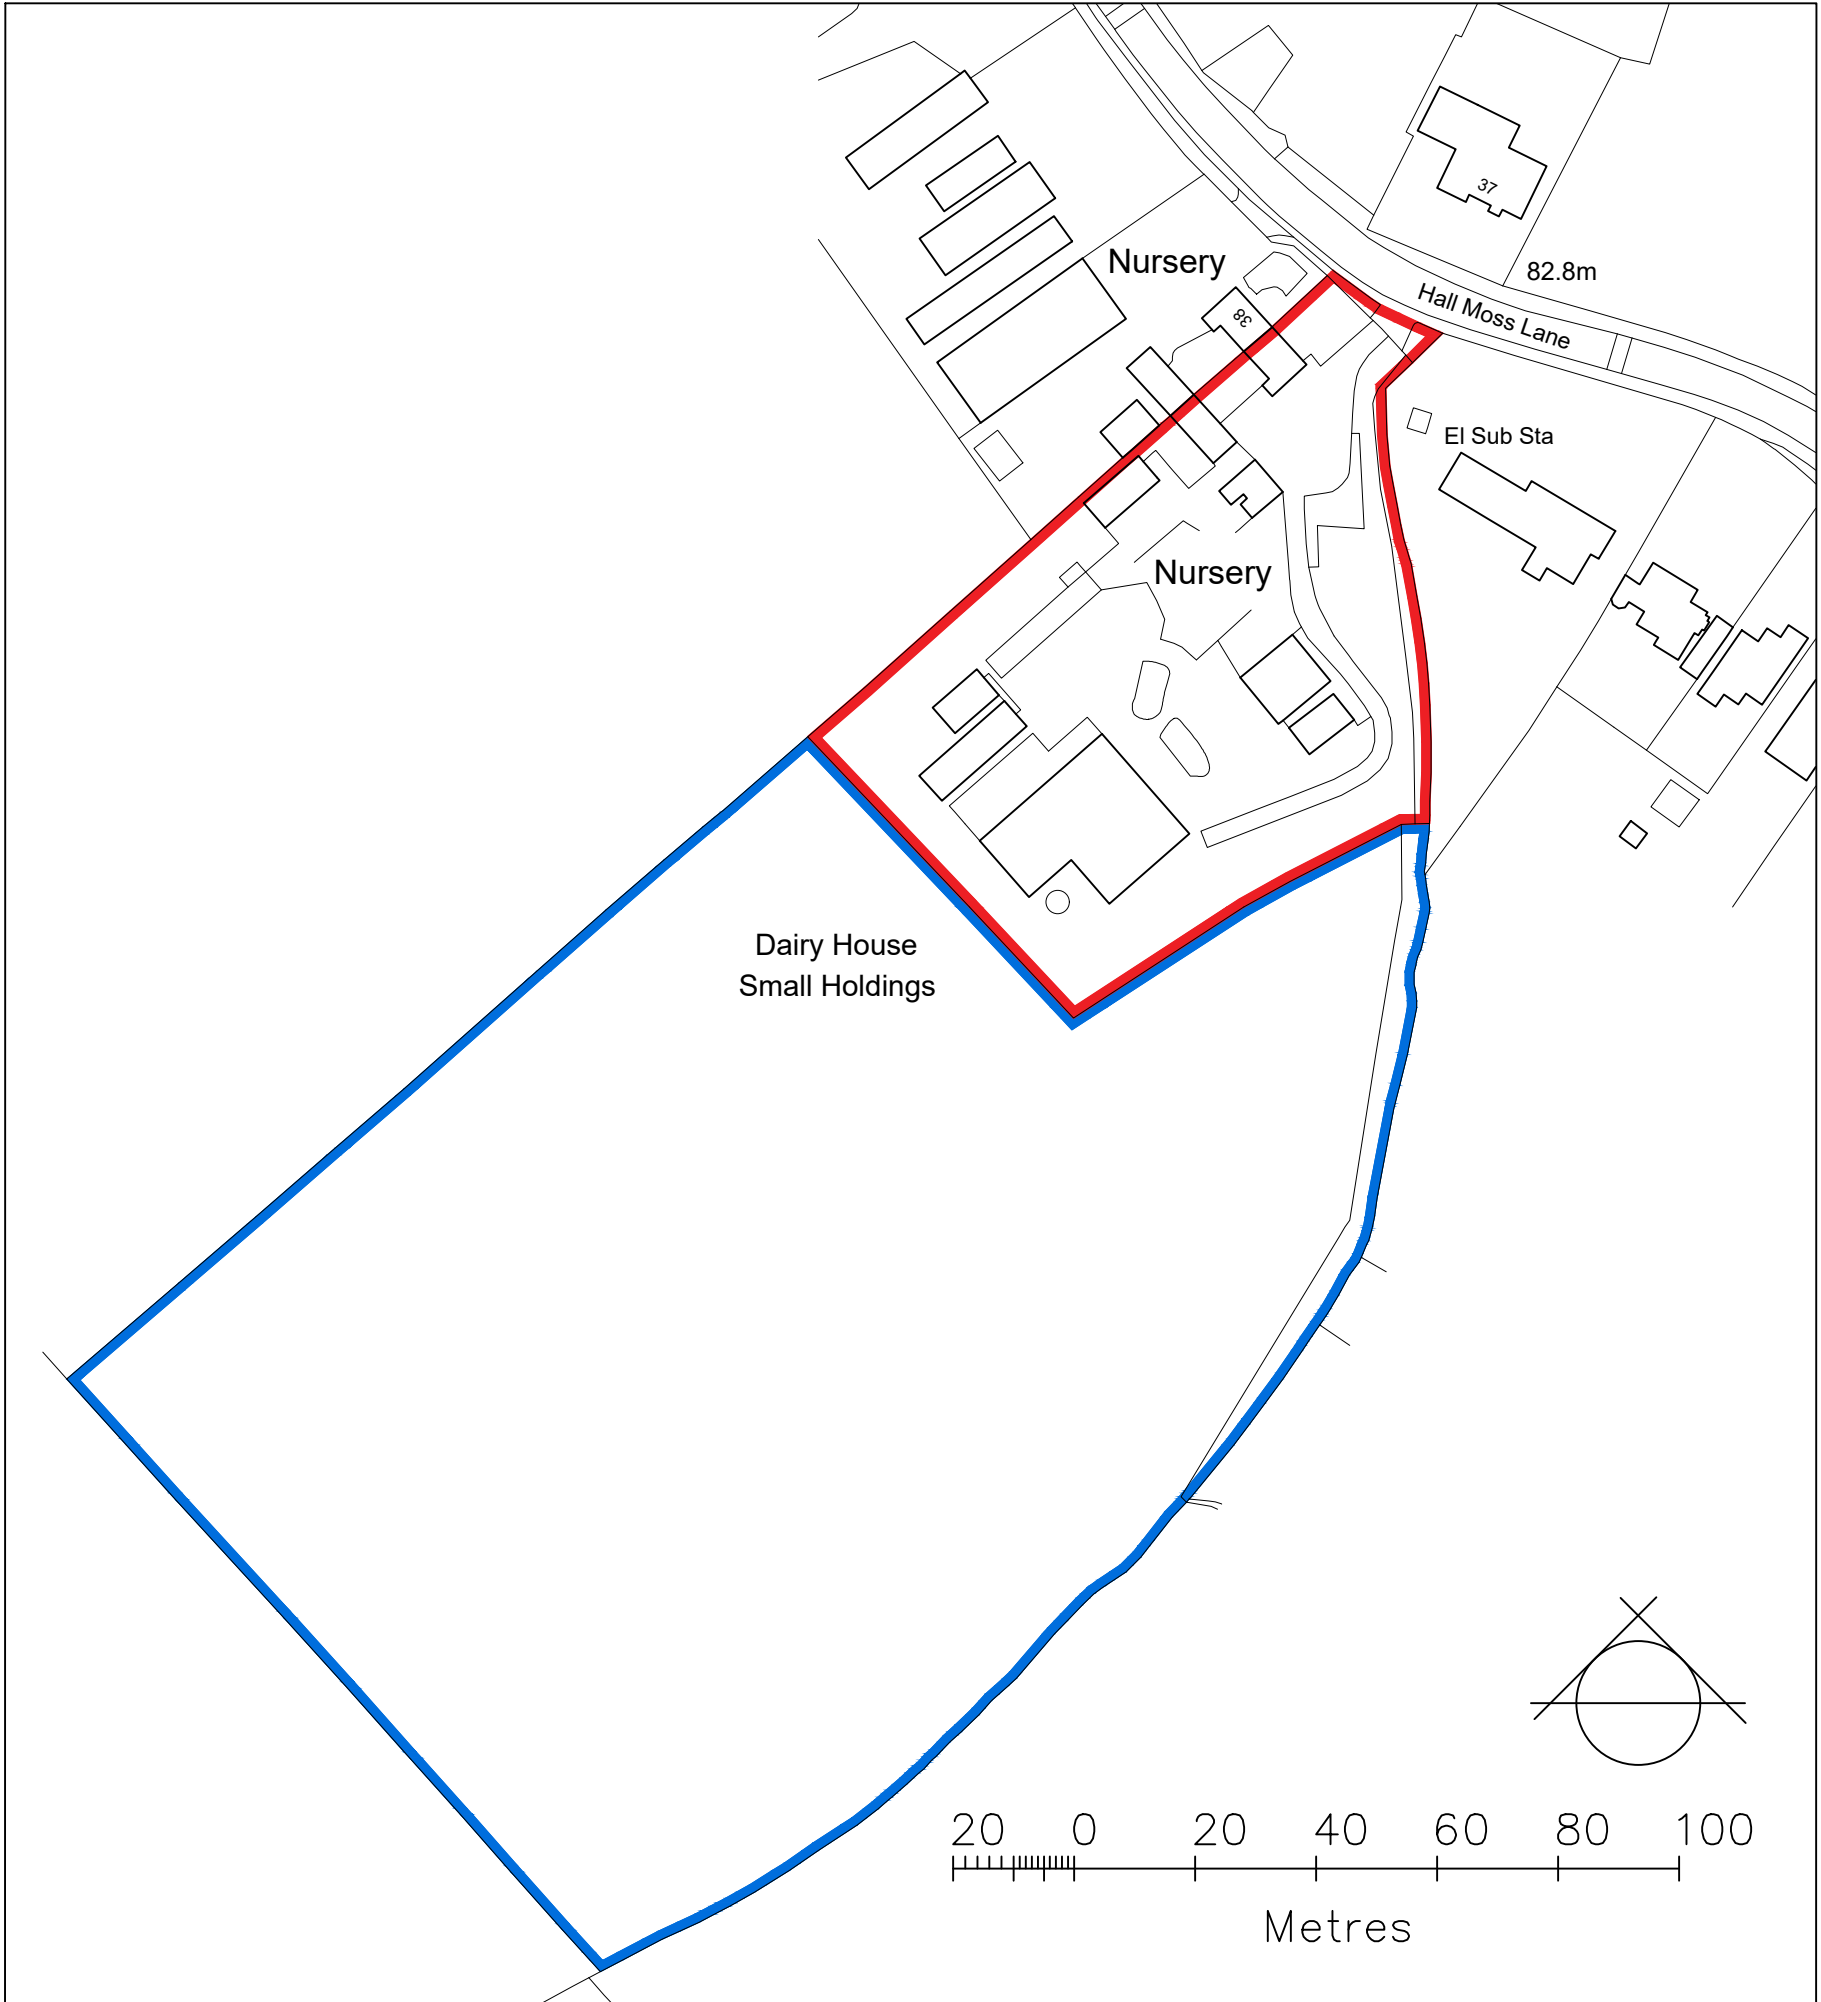 37
Nursery
82.8m
Hall Moss Lane
38
El Sub Sta
Nursery
Dairy House
Small Holdings
20 0 20 40 60 80 100
Metres